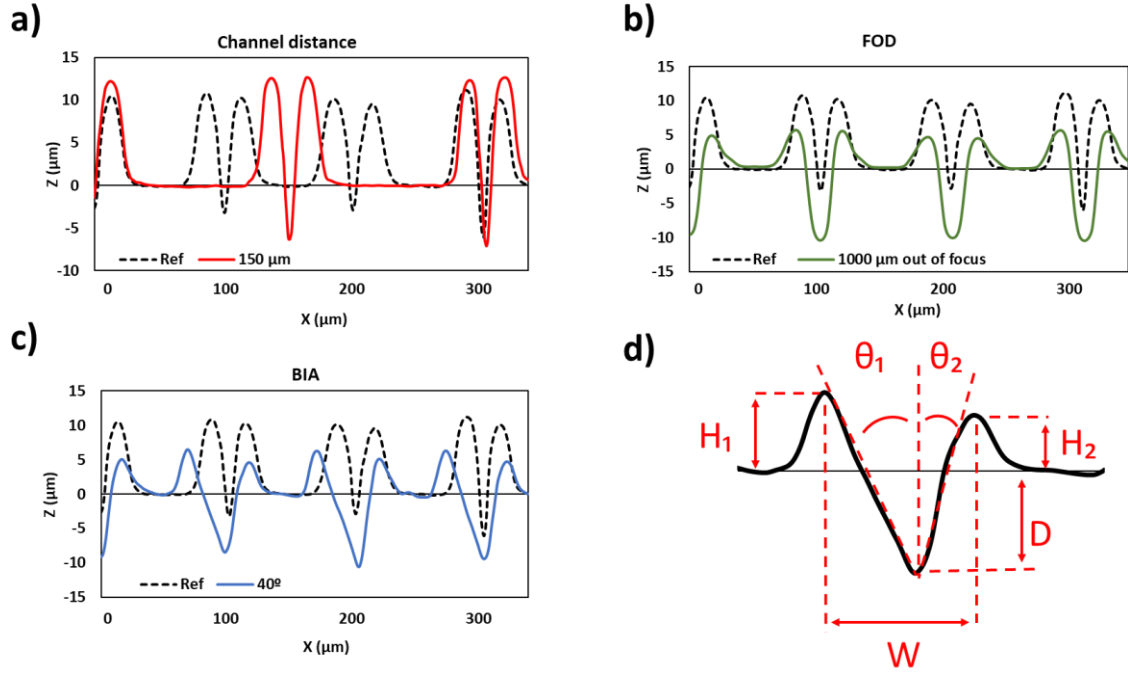 a)
Channel distance
15
10
5
0
-5
-10
Z (µm)
Ref
150 µm
0
100
200
300
X (µm)
b)
FOD
15
10
5
0
-5
-10
-15
Z (µm)
Ref
1000 µm out of focus
0
100
200
300
X (µm)
c)
BIA
15
10
5
0
-5
-10
-15
Z (µm)
Ref
40º
0
100
200
300
X (µm)
d)
θ₁
θ₂
H₁
H₂
D
W